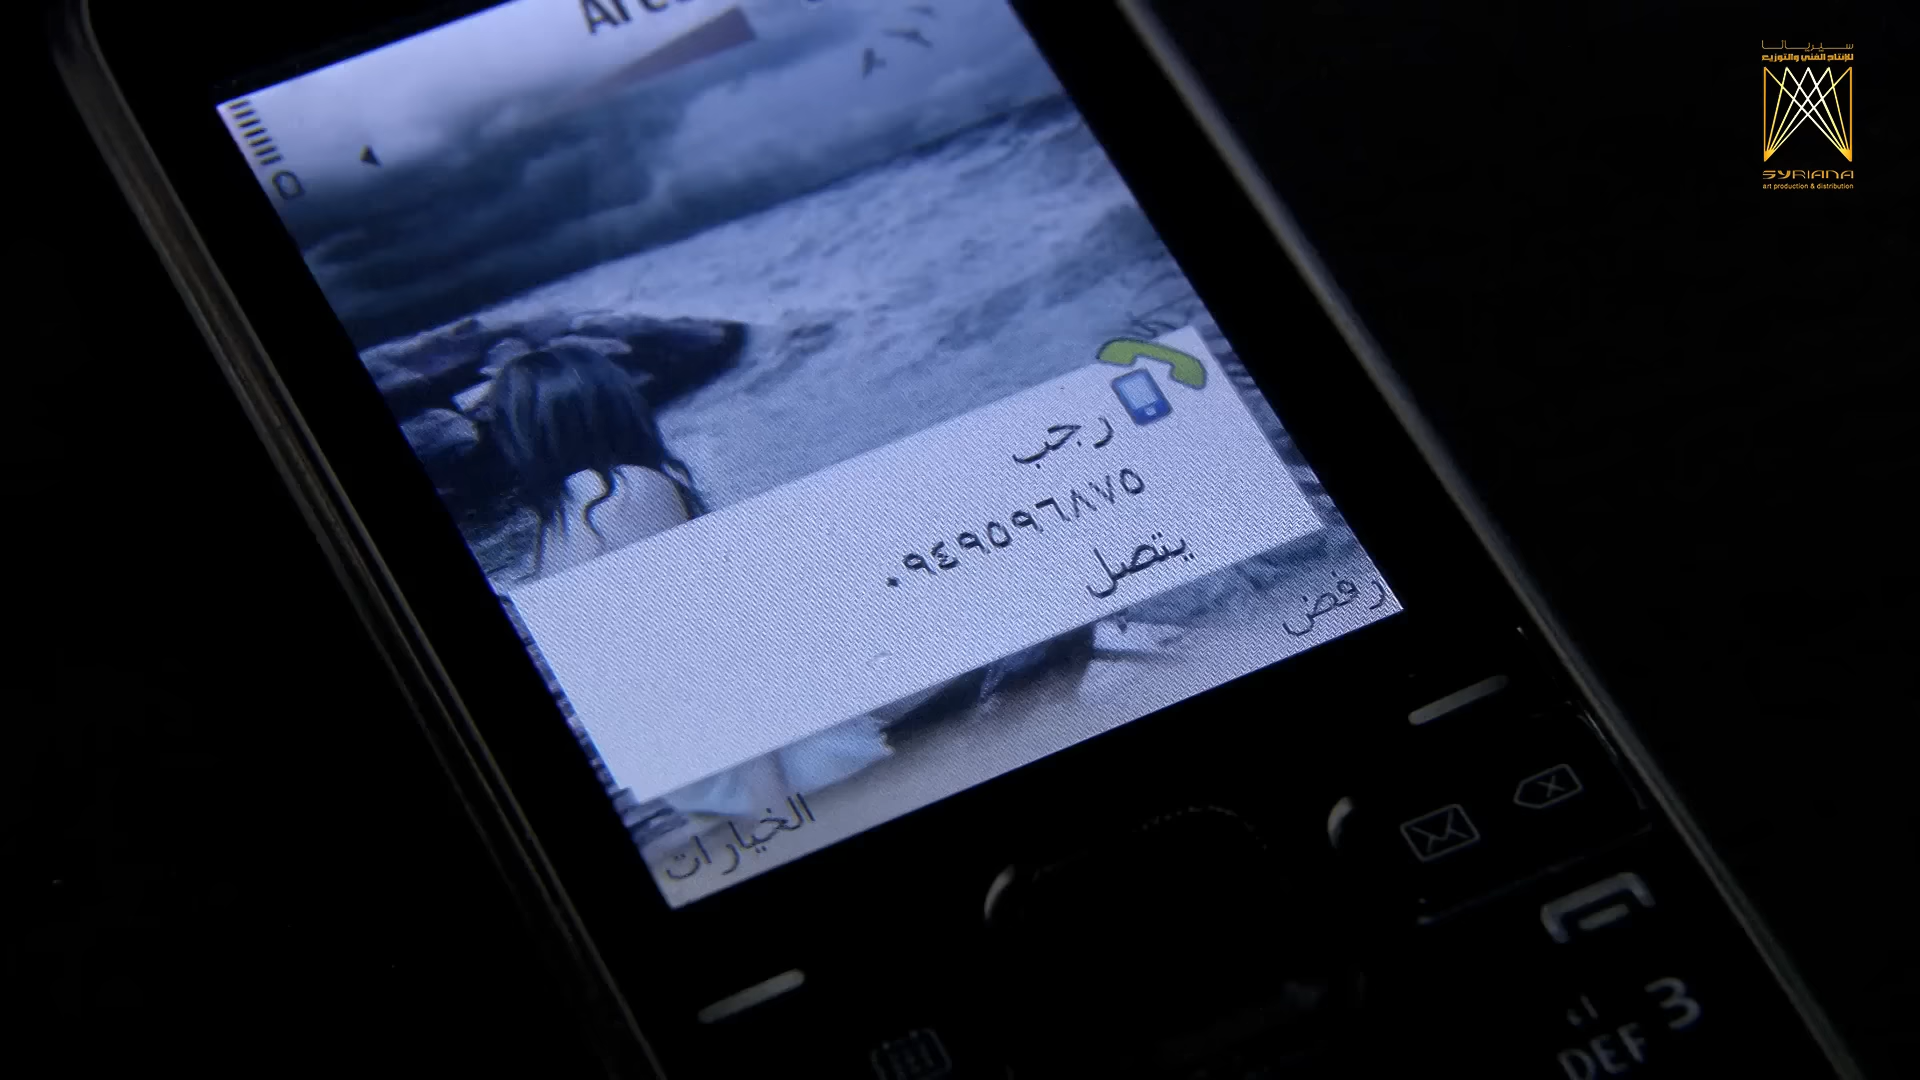 سيريانا
للإنتاج الفني والتوزيع
SYRIANA
art production & distribution
رجب
٠٩٤٩٥٩٦٨٧٥
يتصل
رفض
الخيارات
3
DEF